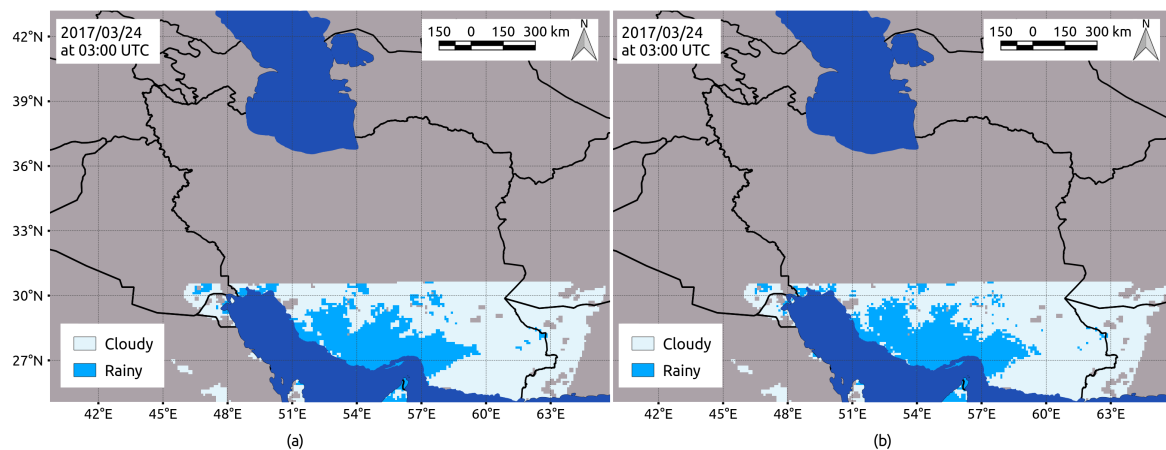 2017/03/24
at 03:00 UTC
150 0 150 300 km
N
42°N
39°N
36°N
33°N
30°N
27°N
Cloudy
Rainy
42°E 45°E 48°E 51°E 54°E 57°E 60°E 63°E
(a)
2017/03/24
at 03:00 UTC
150 0 150 300 km
N
Cloudy
Rainy
42°E 45°E 48°E 51°E 54°E 57°E 60°E 63°E
(b)